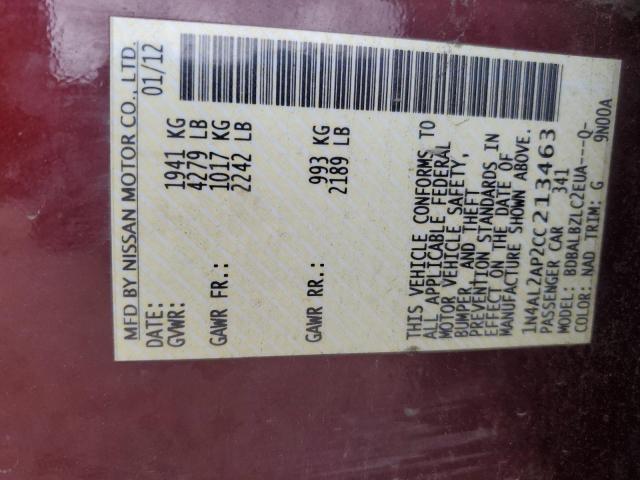 MFD BY NISSAN MOTOR CO., LTD.
DATE: 01/12
GVWR: 1941 KG
4279 LB
GAWR FR.: 1017 KG
2242 LB
GAWR RR.: 993 KG
2189 LB
THIS VEHICLE CONFORMS TO
ALL APPLICABLE FEDERAL
MOTOR VEHICLE SAFETY,
BUMPER, AND THEFT
PREVENTION STANDARDS IN
EFFECT ON THE DATE OF
MANUFACTURE SHOWN ABOVE.
1N4AL2AP2CC213463
PASSENGER CAR 341
MODEL: BDBALBZLC2EUA---Q-
COLOR: NAD TRIM: G 9N00A